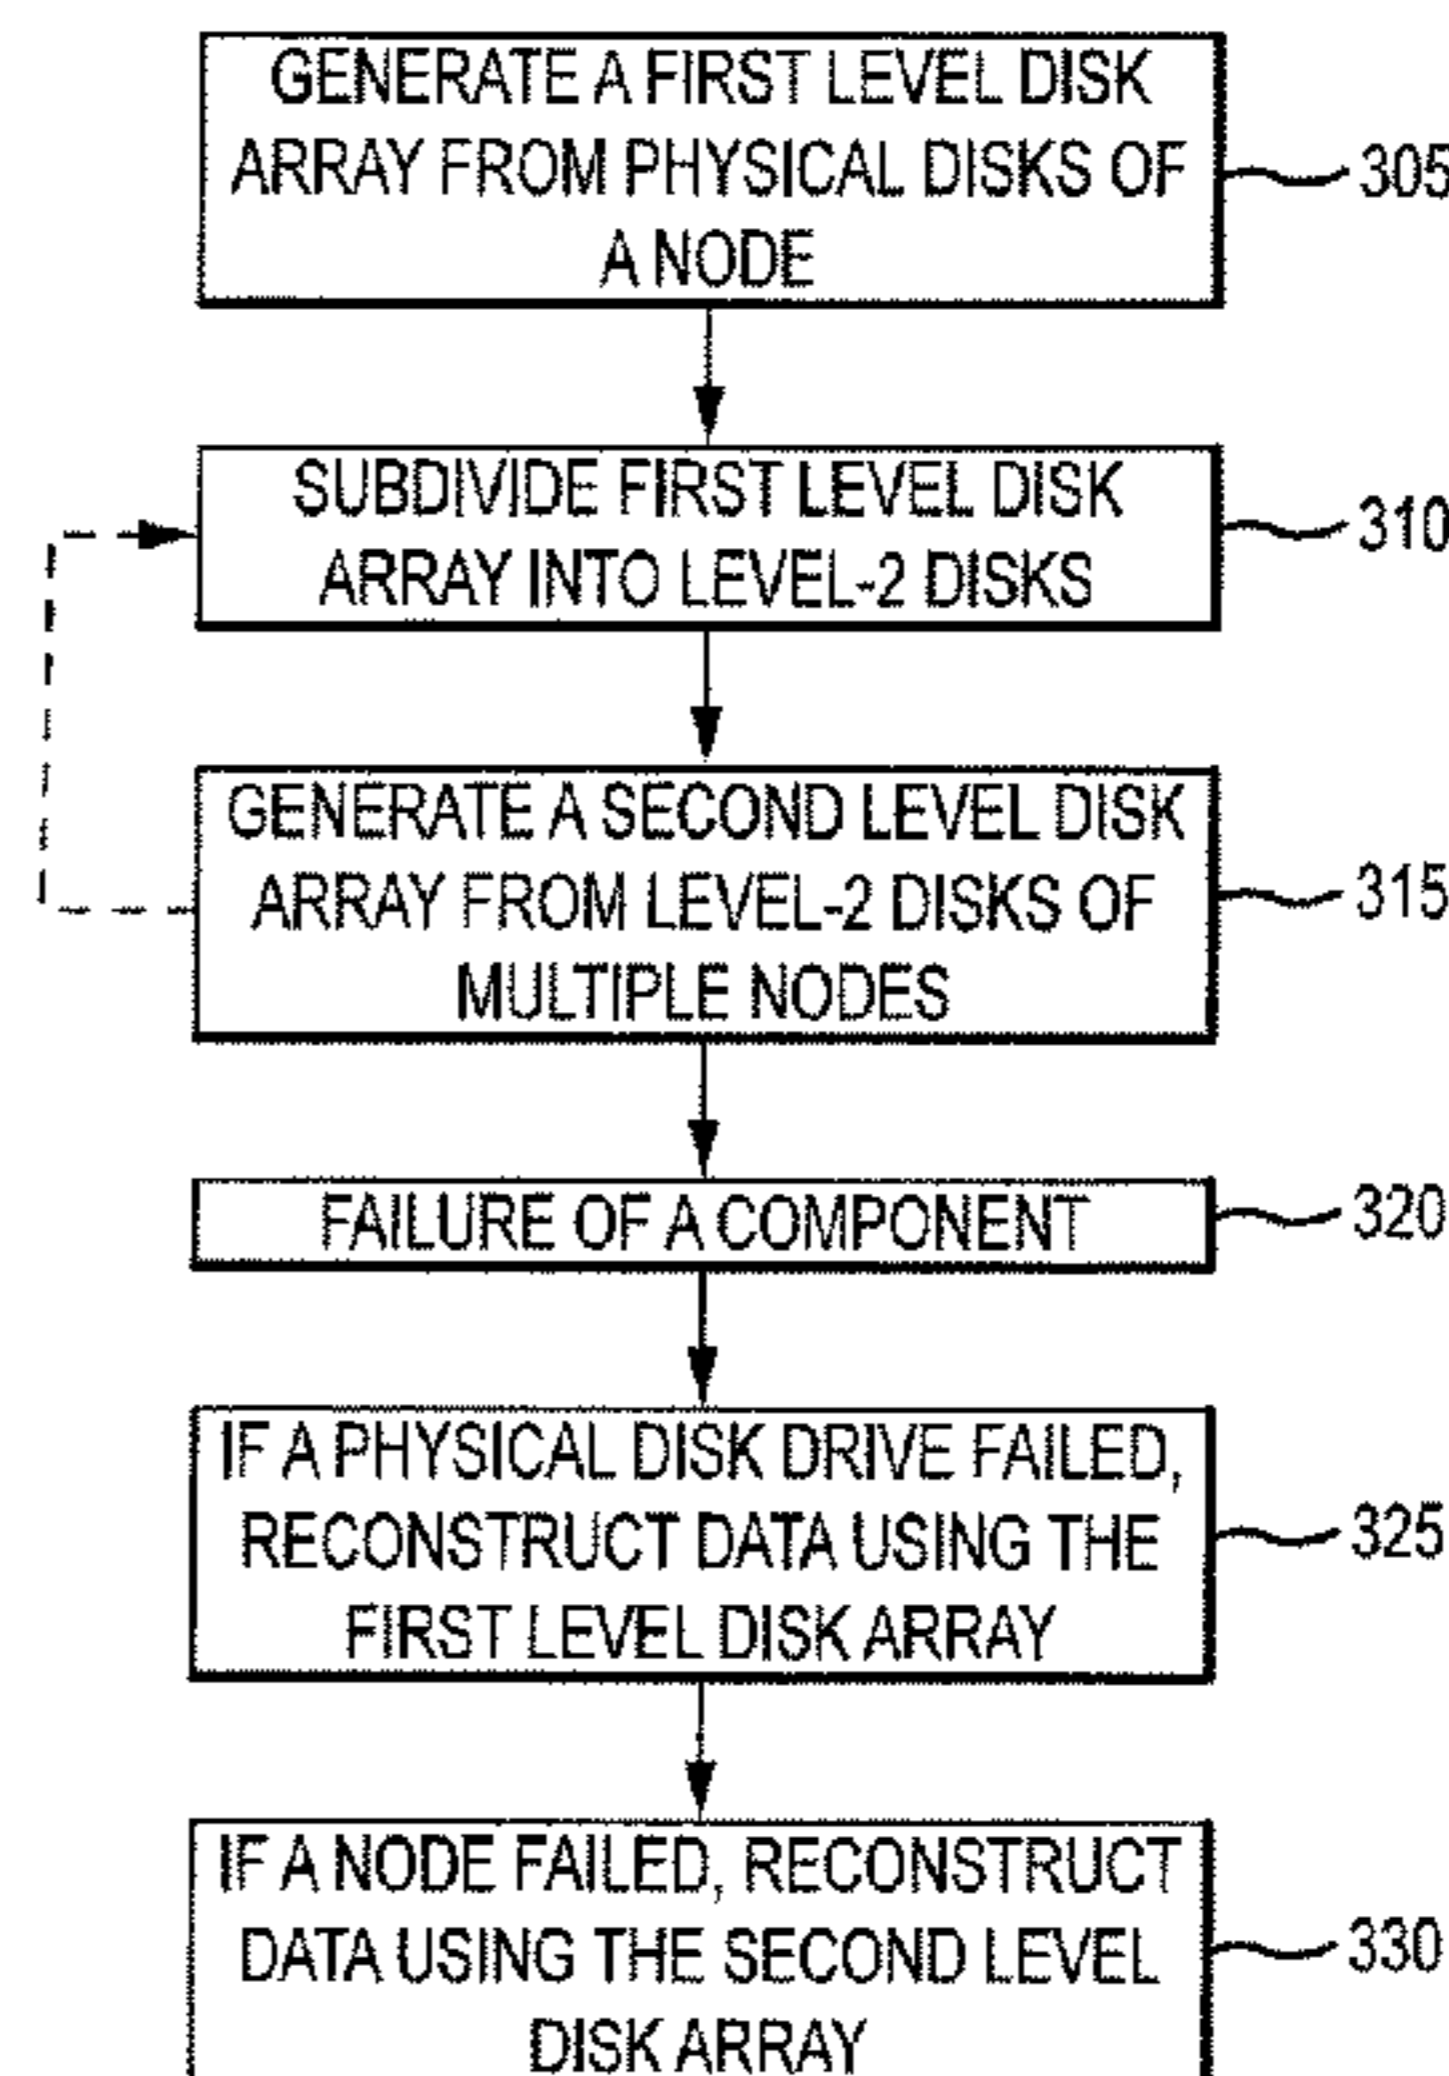 GENERATE A FIRST LEVEL DISK
ARRAY FROM PHYSICAL DISKS OF
A NODE
305
SUBDIVIDE FIRST LEVEL DISK
ARRAY INTO LEVEL-2 DISKS
310
GENERATE A SECOND LEVEL DISK
ARRAY FROM LEVEL-2 DISKS OF
MULTIPLE NODES
315
FAILURE OF A COMPONENT
320
IF A PHYSICAL DISK DRIVE FAILED,
RECONSTRUCT DATA USING THE
FIRST LEVEL DISK ARRAY
325
IF A NODE FAILED, RECONSTRUCT
DATA USING THE SECOND LEVEL
DISK ARRAY
330